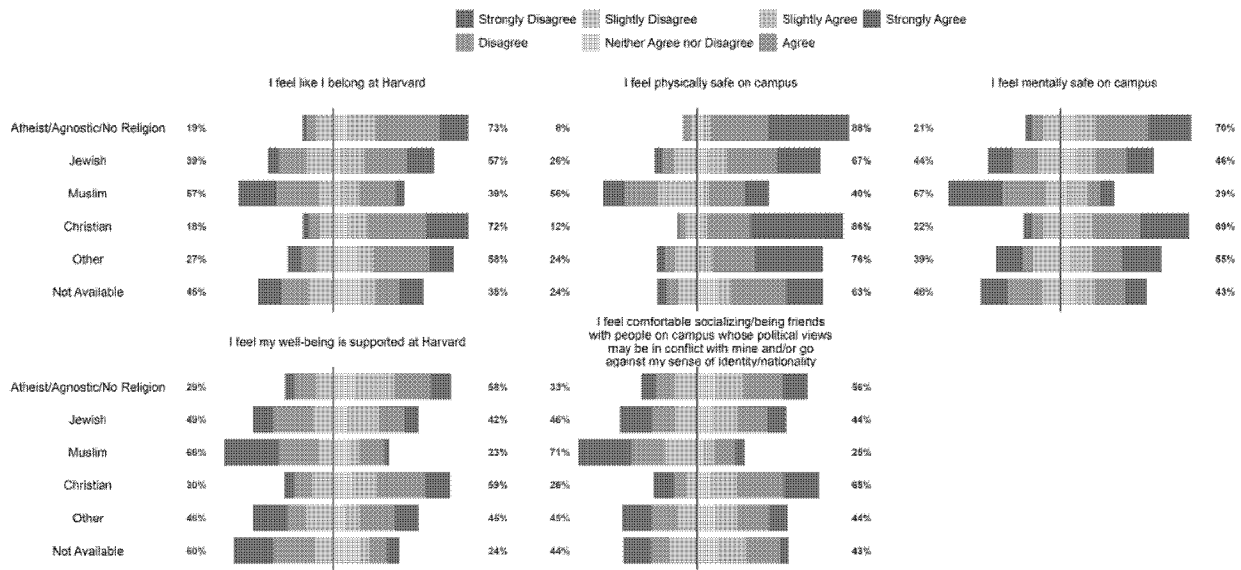 Strongly Disagree Slightly Disagree Slightly Agree Strongly Agree
Disagree Neither Agree nor Disagree Agree
I feel like I belong at Harvard I feel physically safe on campus I feel mentally safe on campus
Atheist/Agnostic/No Religion 19% 73% 8% 88% 21% 70%
Jewish 39% 57% 26% 67% 44% 46%
Muslim 57% 39% 56% 40% 67% 29%
Christian 18% 72% 12% 86% 22% 69%
Other 27% 58% 24% 76% 39% 55%
Not Available 45% 38% 24% 63% 43%
I feel comfortable socializing/being friends
with people on campus whose political views
I feel my well-being is supported at Harvard may be in conflict with mine and/or go
against my sense of identity/nationality
Atheist/Agnostic/No Religion 29% 58% 33% 56%
Jewish 49% 42% 46% 44%
Muslim 23% 71% 25%
Christian 30% 59% 26% 65%
Other 46% 45% 44%
Not Available 60% 24% 44% 43%